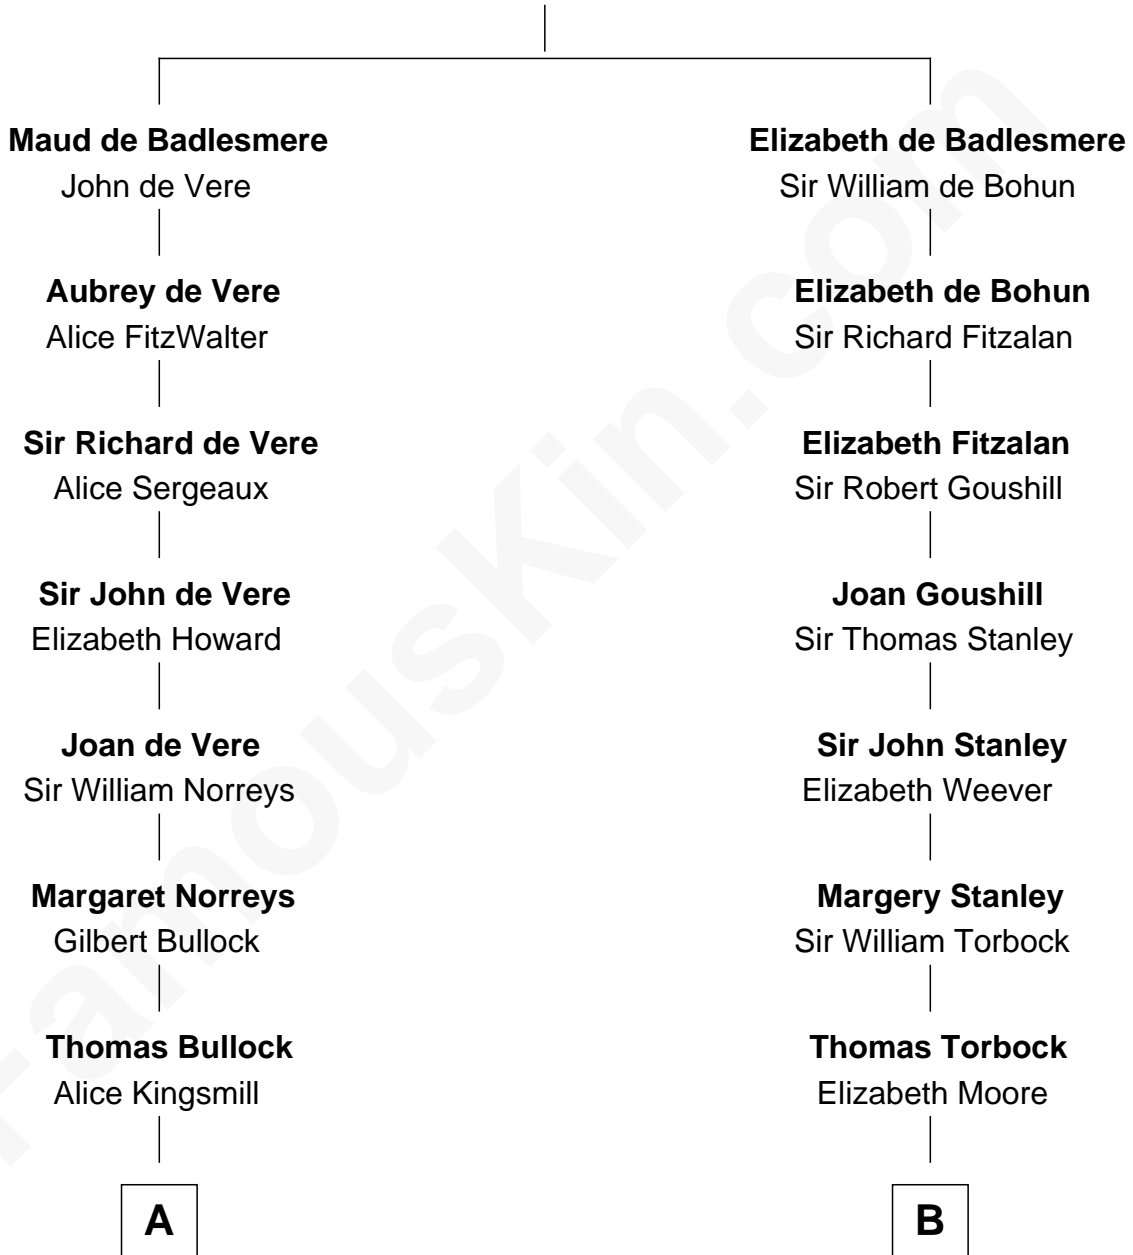 Maud de Badlesmere
John de Vere
Elizabeth de Badlesmere
Sir William de Bohun
Aubrey de Vere
Alice FitzWalter
Elizabeth de Bohun
Sir Richard Fitzalan
Sir Richard de Vere
Alice Sergeaux
Elizabeth Fitzalan
Sir Robert Goushill
Sir John de Vere
Elizabeth Howard
Joan Goushill
Sir Thomas Stanley
Joan de Vere
Sir William Norreys
Sir John Stanley
Elizabeth Weever
Margaret Norreys
Gilbert Bullock
Margery Stanley
Sir William Torbock
Thomas Bullock
Alice Kingsmill
Thomas Torbock
Elizabeth Moore
A
B
FamousKin.com